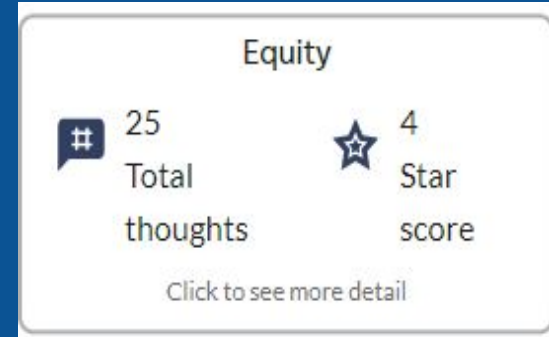 Equity
25
Total
thoughts
4
Star
score
Click to see more detail